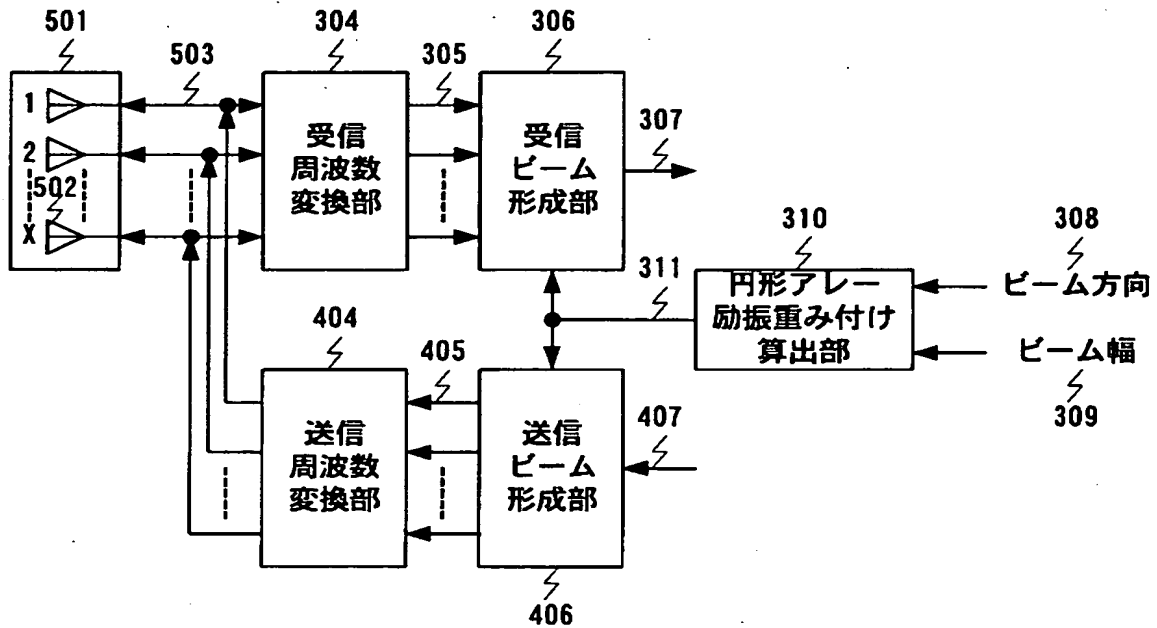 501
503
304
305
306
307
1
2
502
X
受信
周波数
変換部
受信
ビーム
形成部
310
308
311
円形アレー
励振重み付け
算出部
ビーム方向
ビーム幅
309
404
405
407
送信
周波数
変換部
送信
ビーム
形成部
406